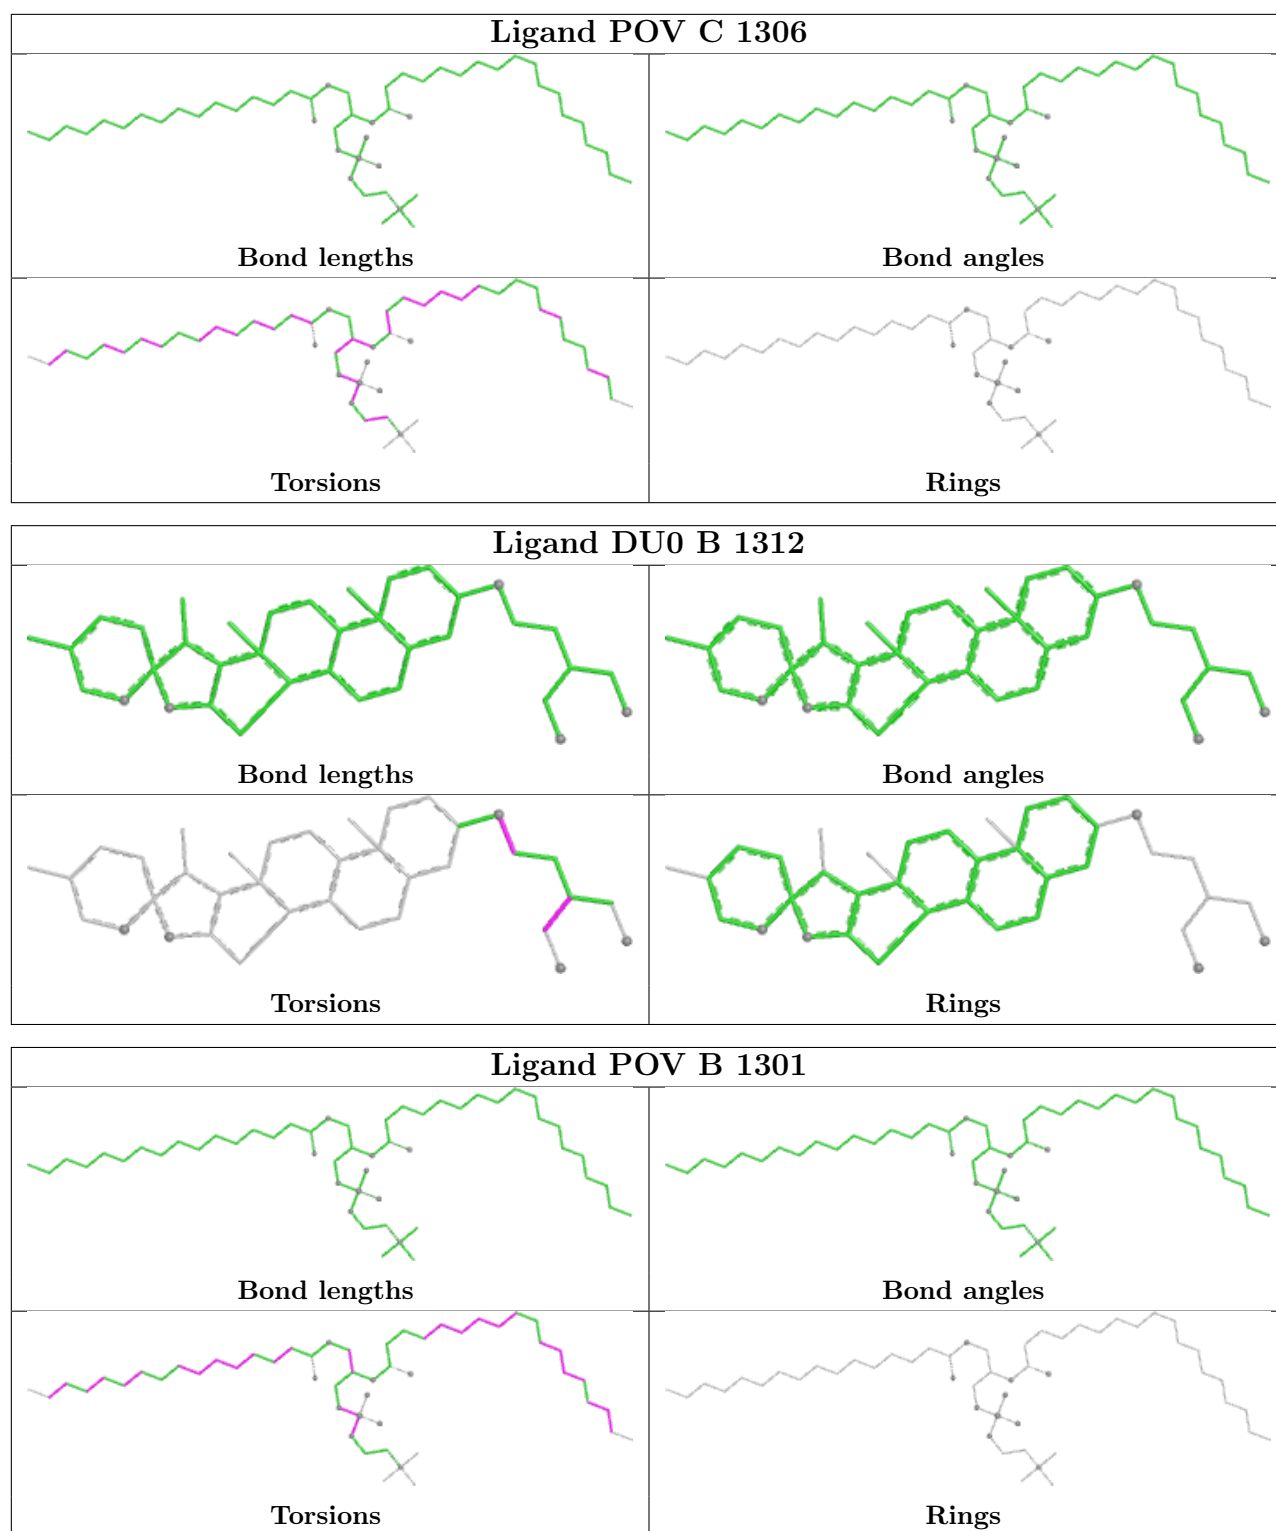 Ligand POV C 1306
Bond lengths
Bond angles
Torsions
Rings
Ligand DU0 B 1312
Bond lengths
Bond angles
Torsions
Rings
Ligand POV B 1301
Bond lengths
Bond angles
Torsions
Rings